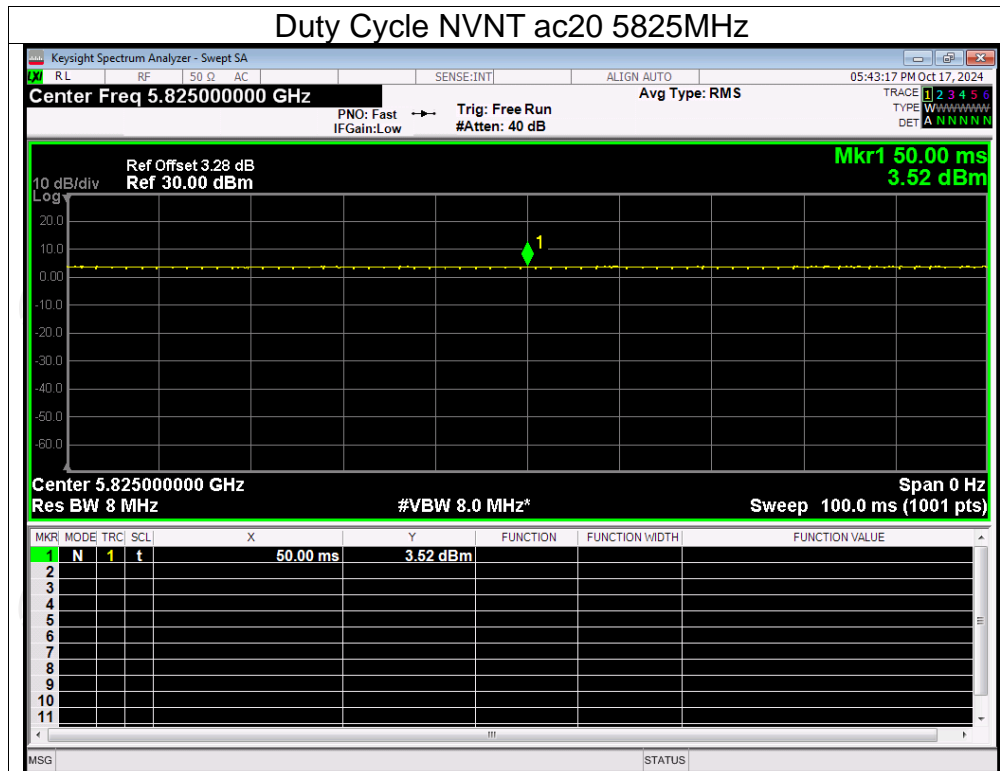 Duty Cycle NVNT ac20 5825MHz
Keysight Spectrum Analyzer - Swept SA
LXI RL RF 50 Ω AC SENSE:INT ALIGN AUTO 05:43:17 PM Oct 17, 2024
Center Freq 5.825000000 GHz Avg Type: RMS TRACE 1 2 3 4 5 6
PNO: Fast Trig: Free Run TYPE WWWWWW
IFGain:Low #Atten: 40 dB DET A N N N N N
Ref Offset 3.28 dB Mkr1 50.00 ms
10 dB/div Ref 30.00 dBm 3.52 dBm
Log
20.0
1
10.0
0.00
-10.0
-20.0
-30.0
-40.0
-50.0
-60.0
Center 5.825000000 GHz Span 0 Hz
Res BW 8 MHz #VBW 8.0 MHz* Sweep 100.0 ms (1001 pts)
MKR MODE TRC SCL X Y FUNCTION FUNCTION WIDTH FUNCTION VALUE
1 N 1 t 50.00 ms 3.52 dBm
2
3
4
5
6
7
8
9
10
11
MSG STATUS